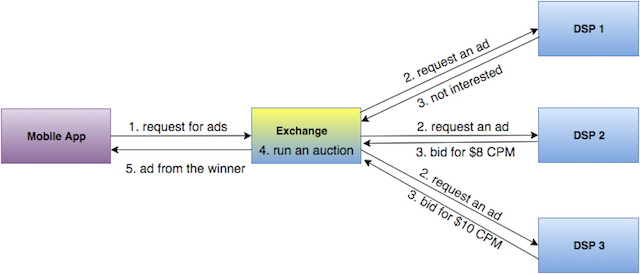 DSP 1
2. request an ad
3. not interested
Mobile App
1. request for ads
5. ad from the winner
Exchange
4. run an auction
2. request an ad
3. bid for $8 CPM
DSP 2
2. request an ad
3. bid for $10 CPM
DSP 3